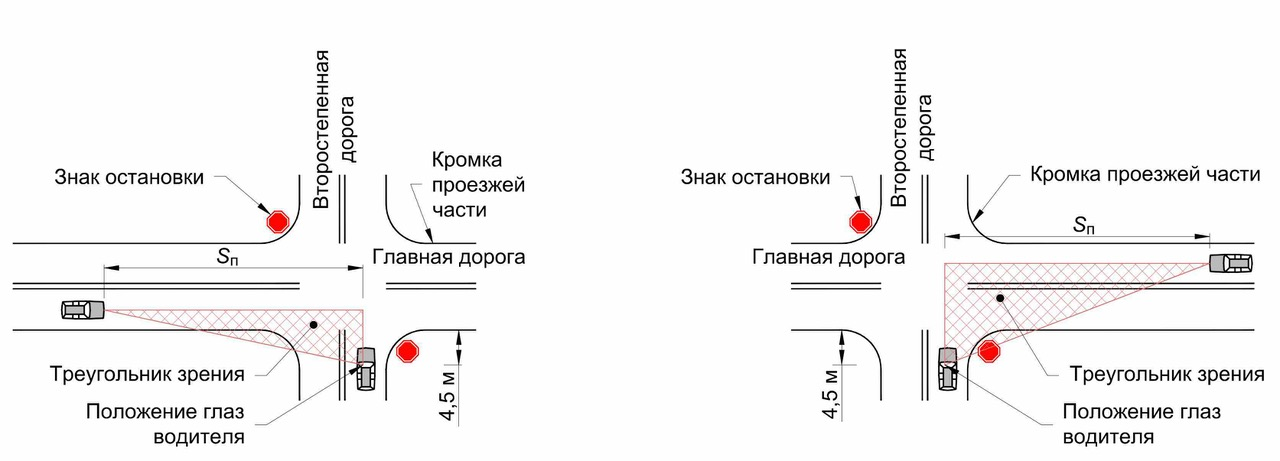 Второстепенная
дорога
Знак остановки
Кромка
проезжей
части
Sп
Главная дорога
Треугольник зрения
Положение глаз
водителя
4,5 м
Второстепенная
дорога
Знак остановки
Кромка проезжей части
Sп
Главная дорога
Треугольник зрения
Положение глаз
водителя
4,5 м